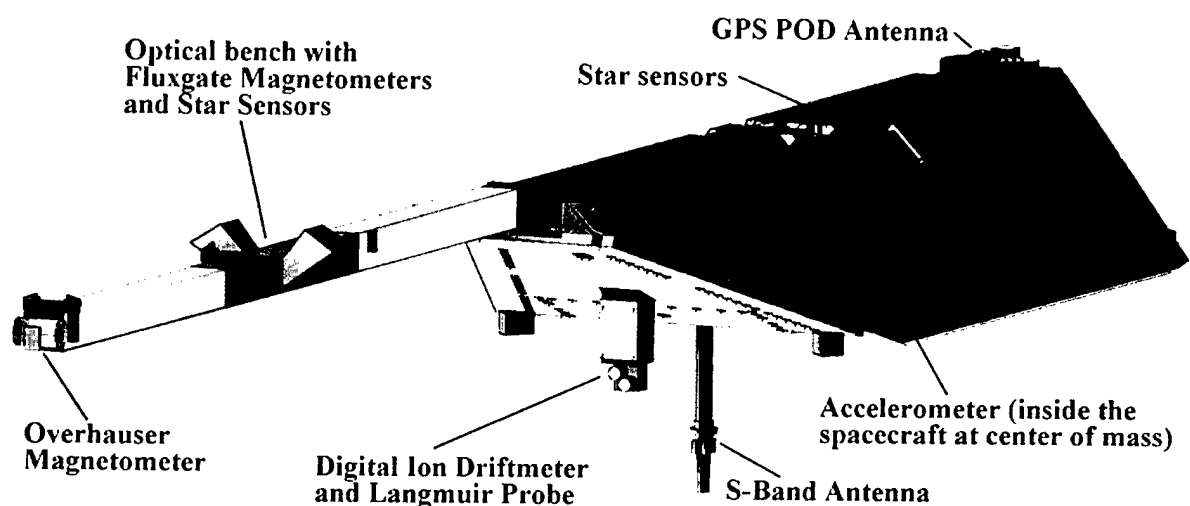 GPS POD Antenna
Optical bench with
Fluxgate Magnetometers
and Star Sensors
Star sensors
Overhauser
Magnetometer
Digital Ion Driftmeter
and Langmuir Probe
Accelerometer (inside the
spacecraft at center of mass)
S-Band Antenna